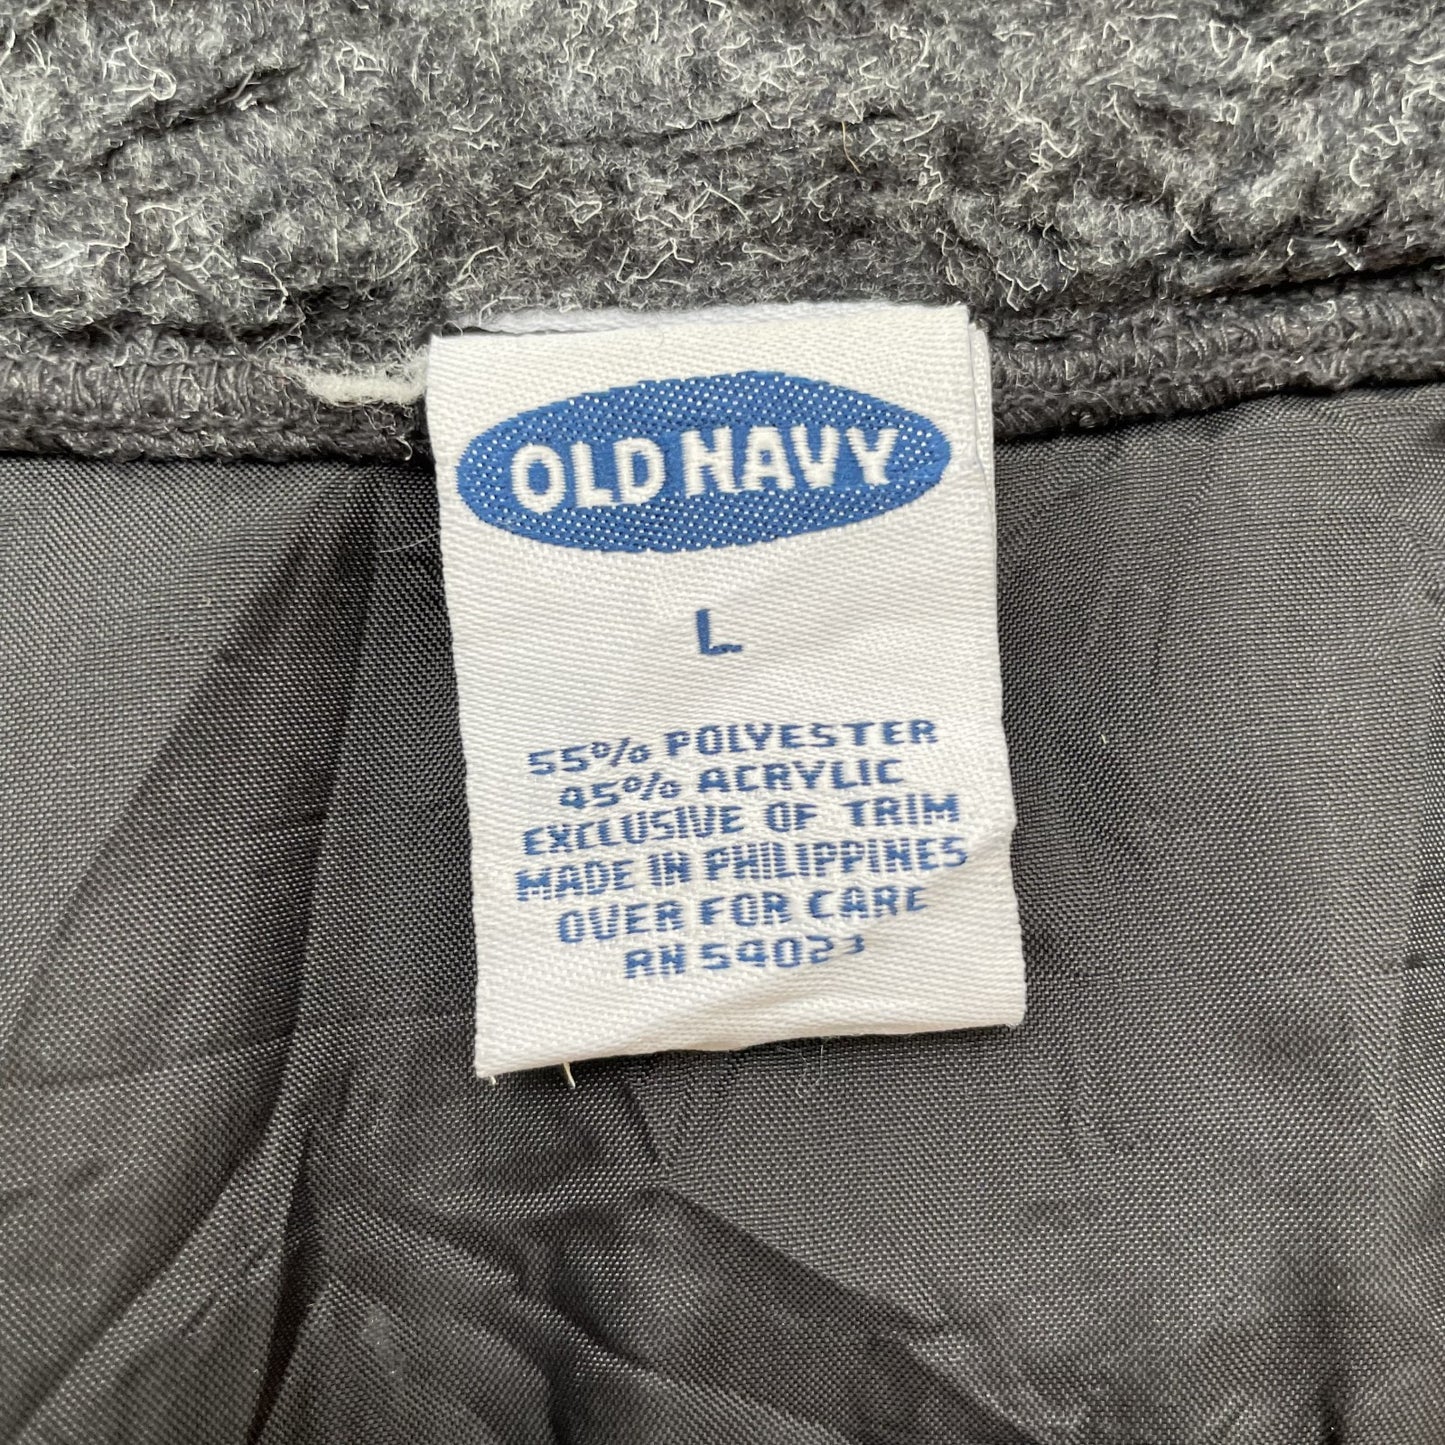 OLD NAVY
L
55% POLYESTER
45% ACRYLIC
EXCLUSIVE OF TRIM
MADE IN PHILIPPINES
OVER FOR CARE
RN 54023